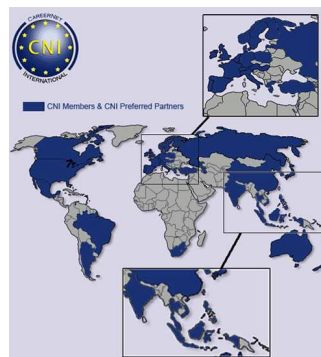 CAREERNET
CNI
INTERNATIONAL
CNI Members & CNI Preferred Partners